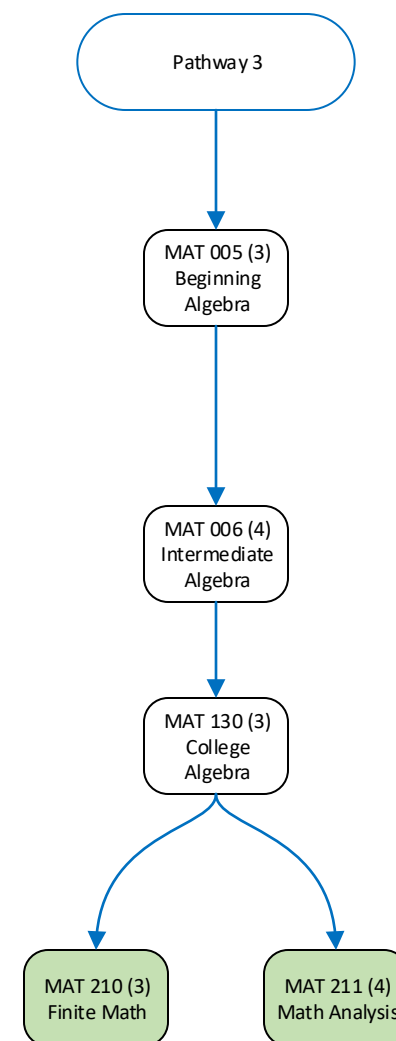 Pathway 3
MAT 005 (3)
Beginning
Algebra
MAT 006 (4)
Intermediate
Algebra
MAT 130 (3)
College
Algebra
MAT 210 (3)
Finite Math
MAT 211 (4)
Math Analysis